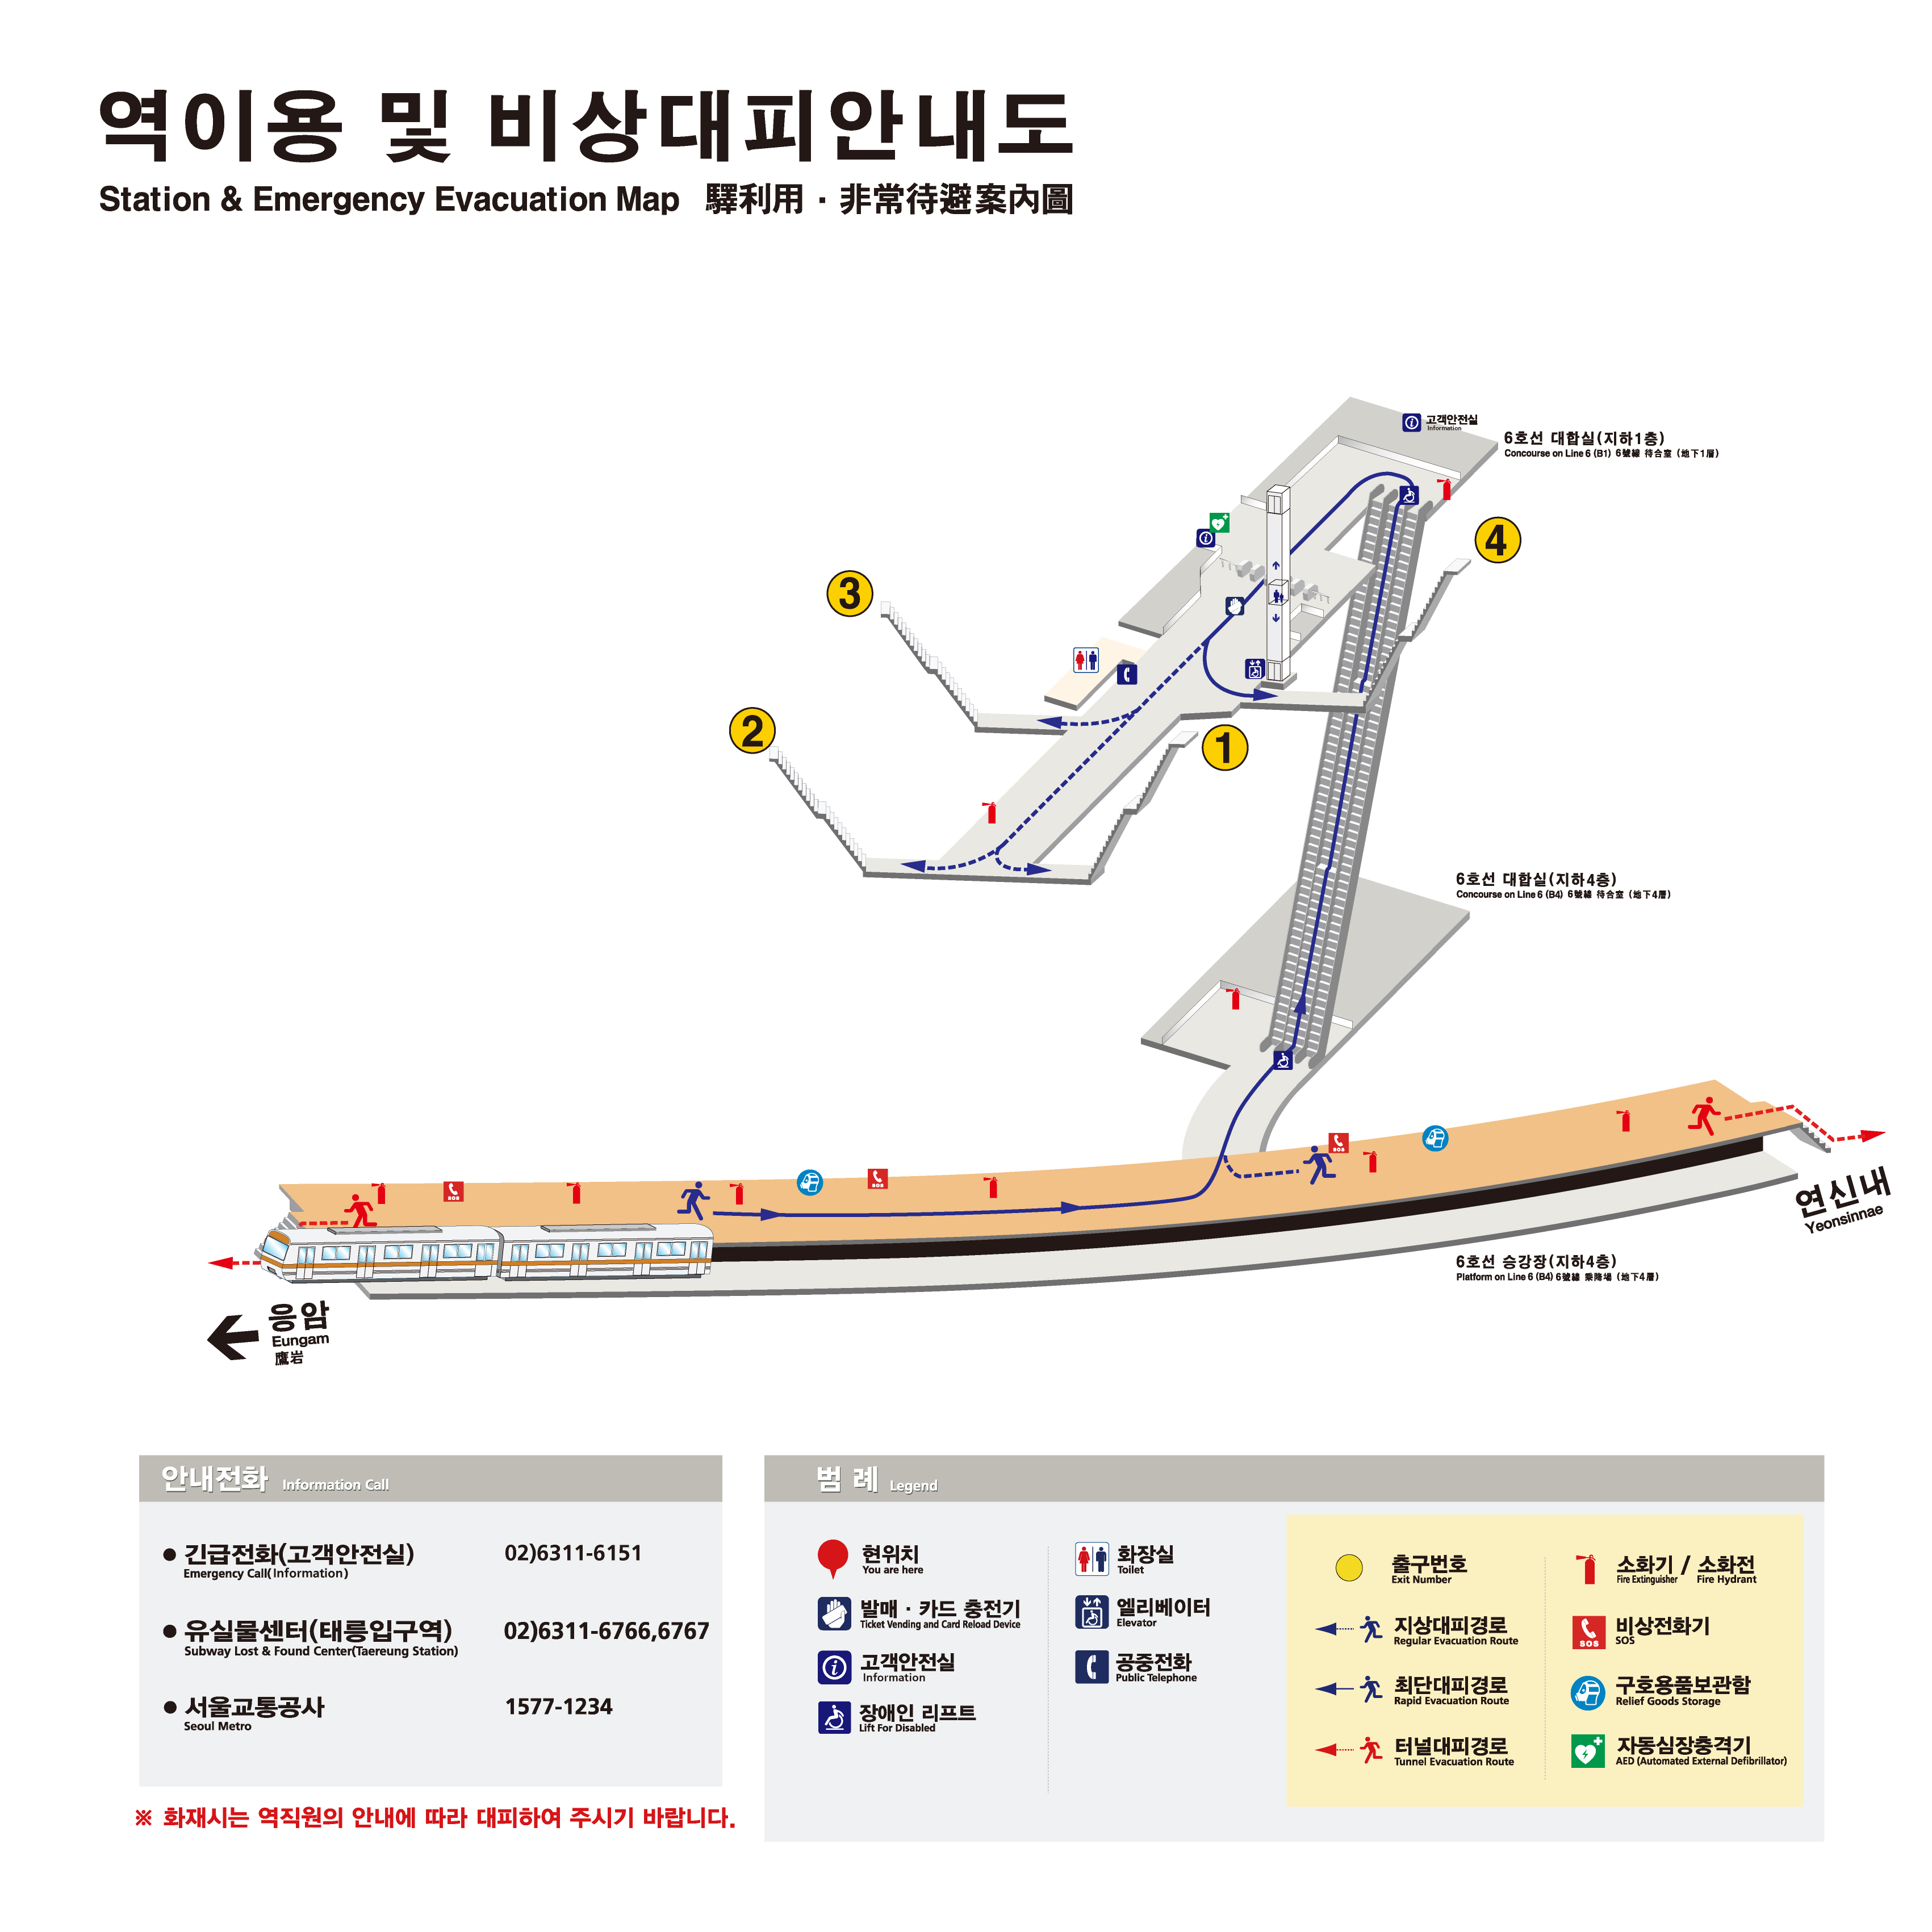 역이용 및 비상대피안내도
Station & Emergency Evacuation Map 驛利用 · 非常待避案內圖
고객안전실
Information
6호선 대합실(지하1층)
Concourse on Line 6 (B1) 6號線 待合室 (地下1層)
4
3
2
1
6호선 대합실(지하4층)
Concourse on Line 6 (B4) 6號線 待合室 (地下4層)
SOS
SOS
SOS
연신내
Yeonsinnae
6호선 승강장(지하4층)
Platform on Line 6 (B4) 6號線 乘降場 (地下4層)
응암
Eungam
鷹岩
안내전화 Information Call
긴급전화(고객안전실) 02)6311-6151
Emergency Call(Information)
유실물센터(태릉입구역) 02)6311-6766,6767
Subway Lost & Found Center(Taereung Station)
서울교통공사 1577-1234
Seoul Metro
※ 화재시는 역직원의 안내에 따라 대피하여 주시기 바랍니다.
범 례 Legend
현위치
You are here
발매 · 카드 충전기
Ticket Vending and Card Reload Device
고객안전실
Information
장애인 리프트
Lift For Disabled
화장실
Toilet
엘리베이터
Elevator
공중전화
Public Telephone
출구번호
Exit Number
지상대피경로
Regular Evacuation Route
최단대피경로
Rapid Evacuation Route
터널대피경로
Tunnel Evacuation Route
소화기 / 소화전
Fire Extinguisher Fire Hydrant
SOS
비상전화기
SOS
구호용품보관함
Relief Goods Storage
자동심장충격기
AED (Automated External Defibrillator)